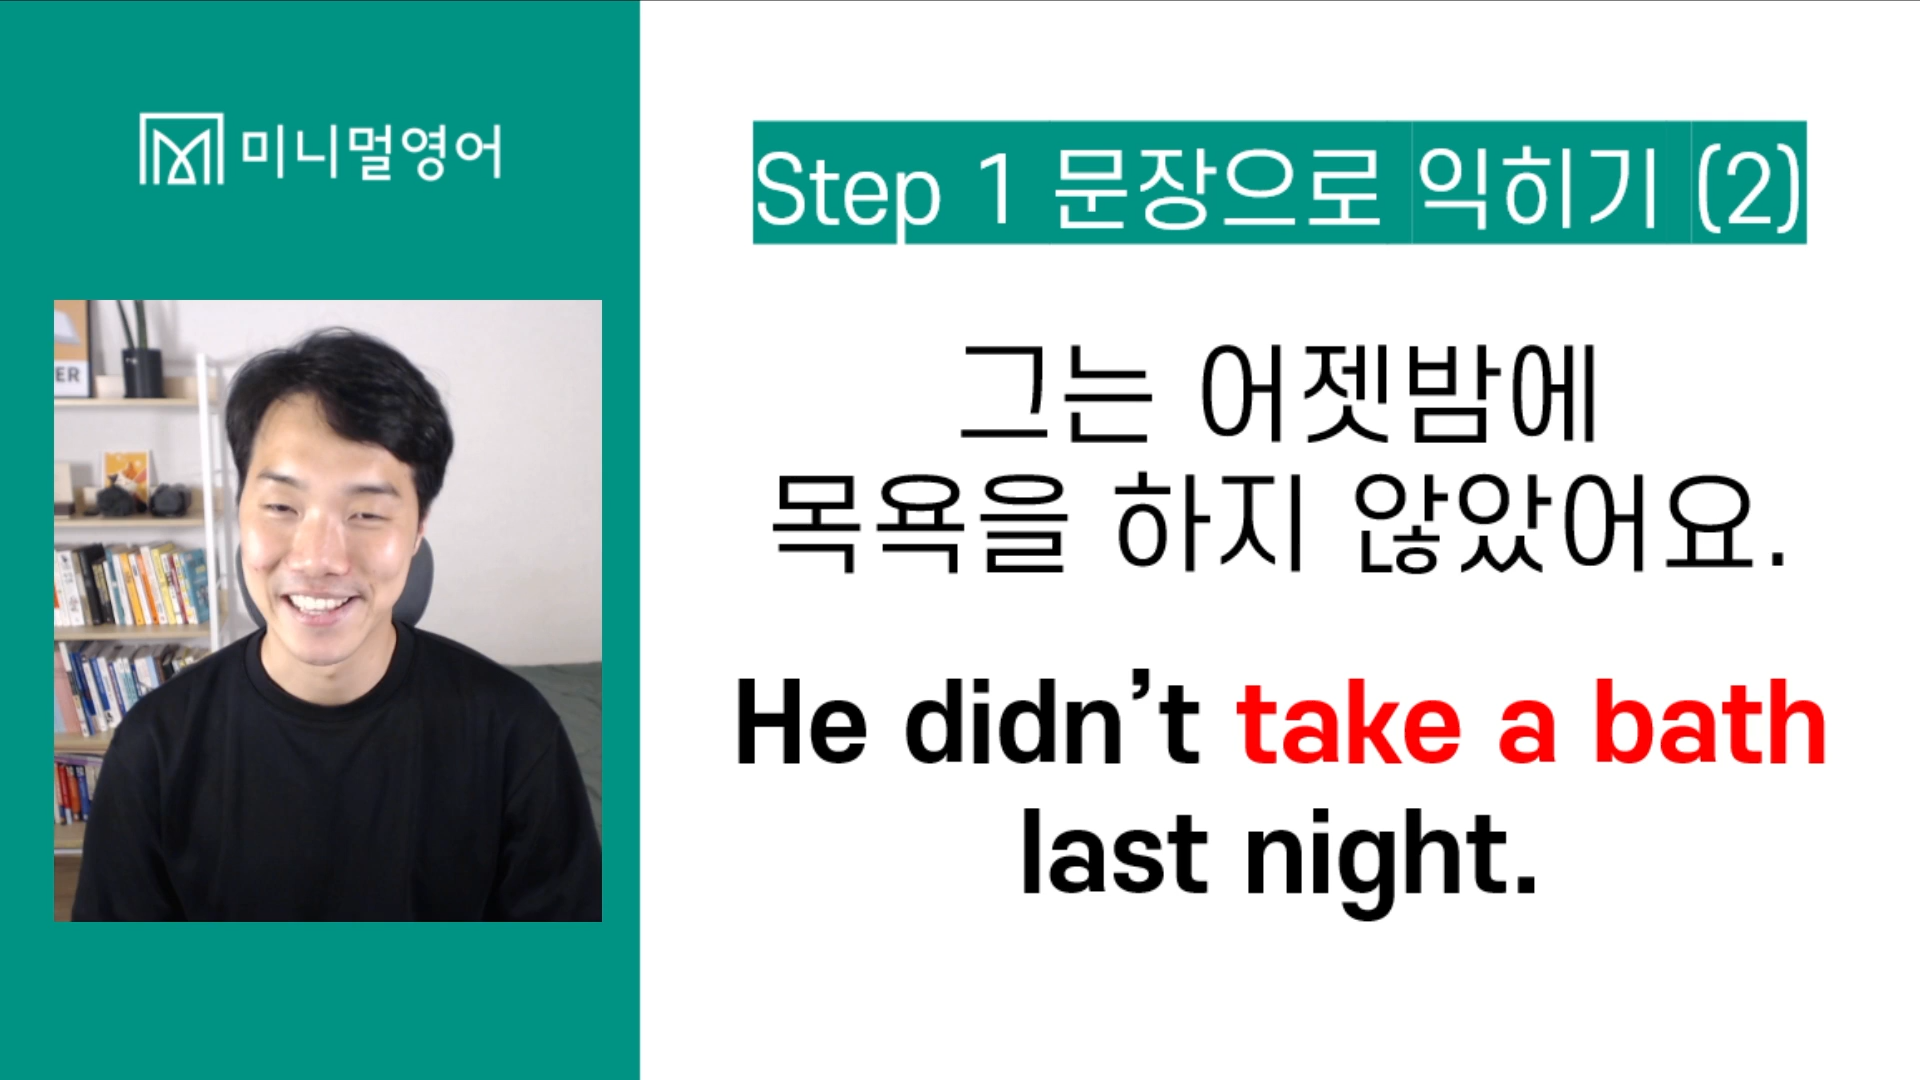 미니멀영어
ER
Step 1 문장으로 익히기 (2)
그는 어젯밤에
목욕을 하지 않았어요.
He didn’t take a bath
last night.